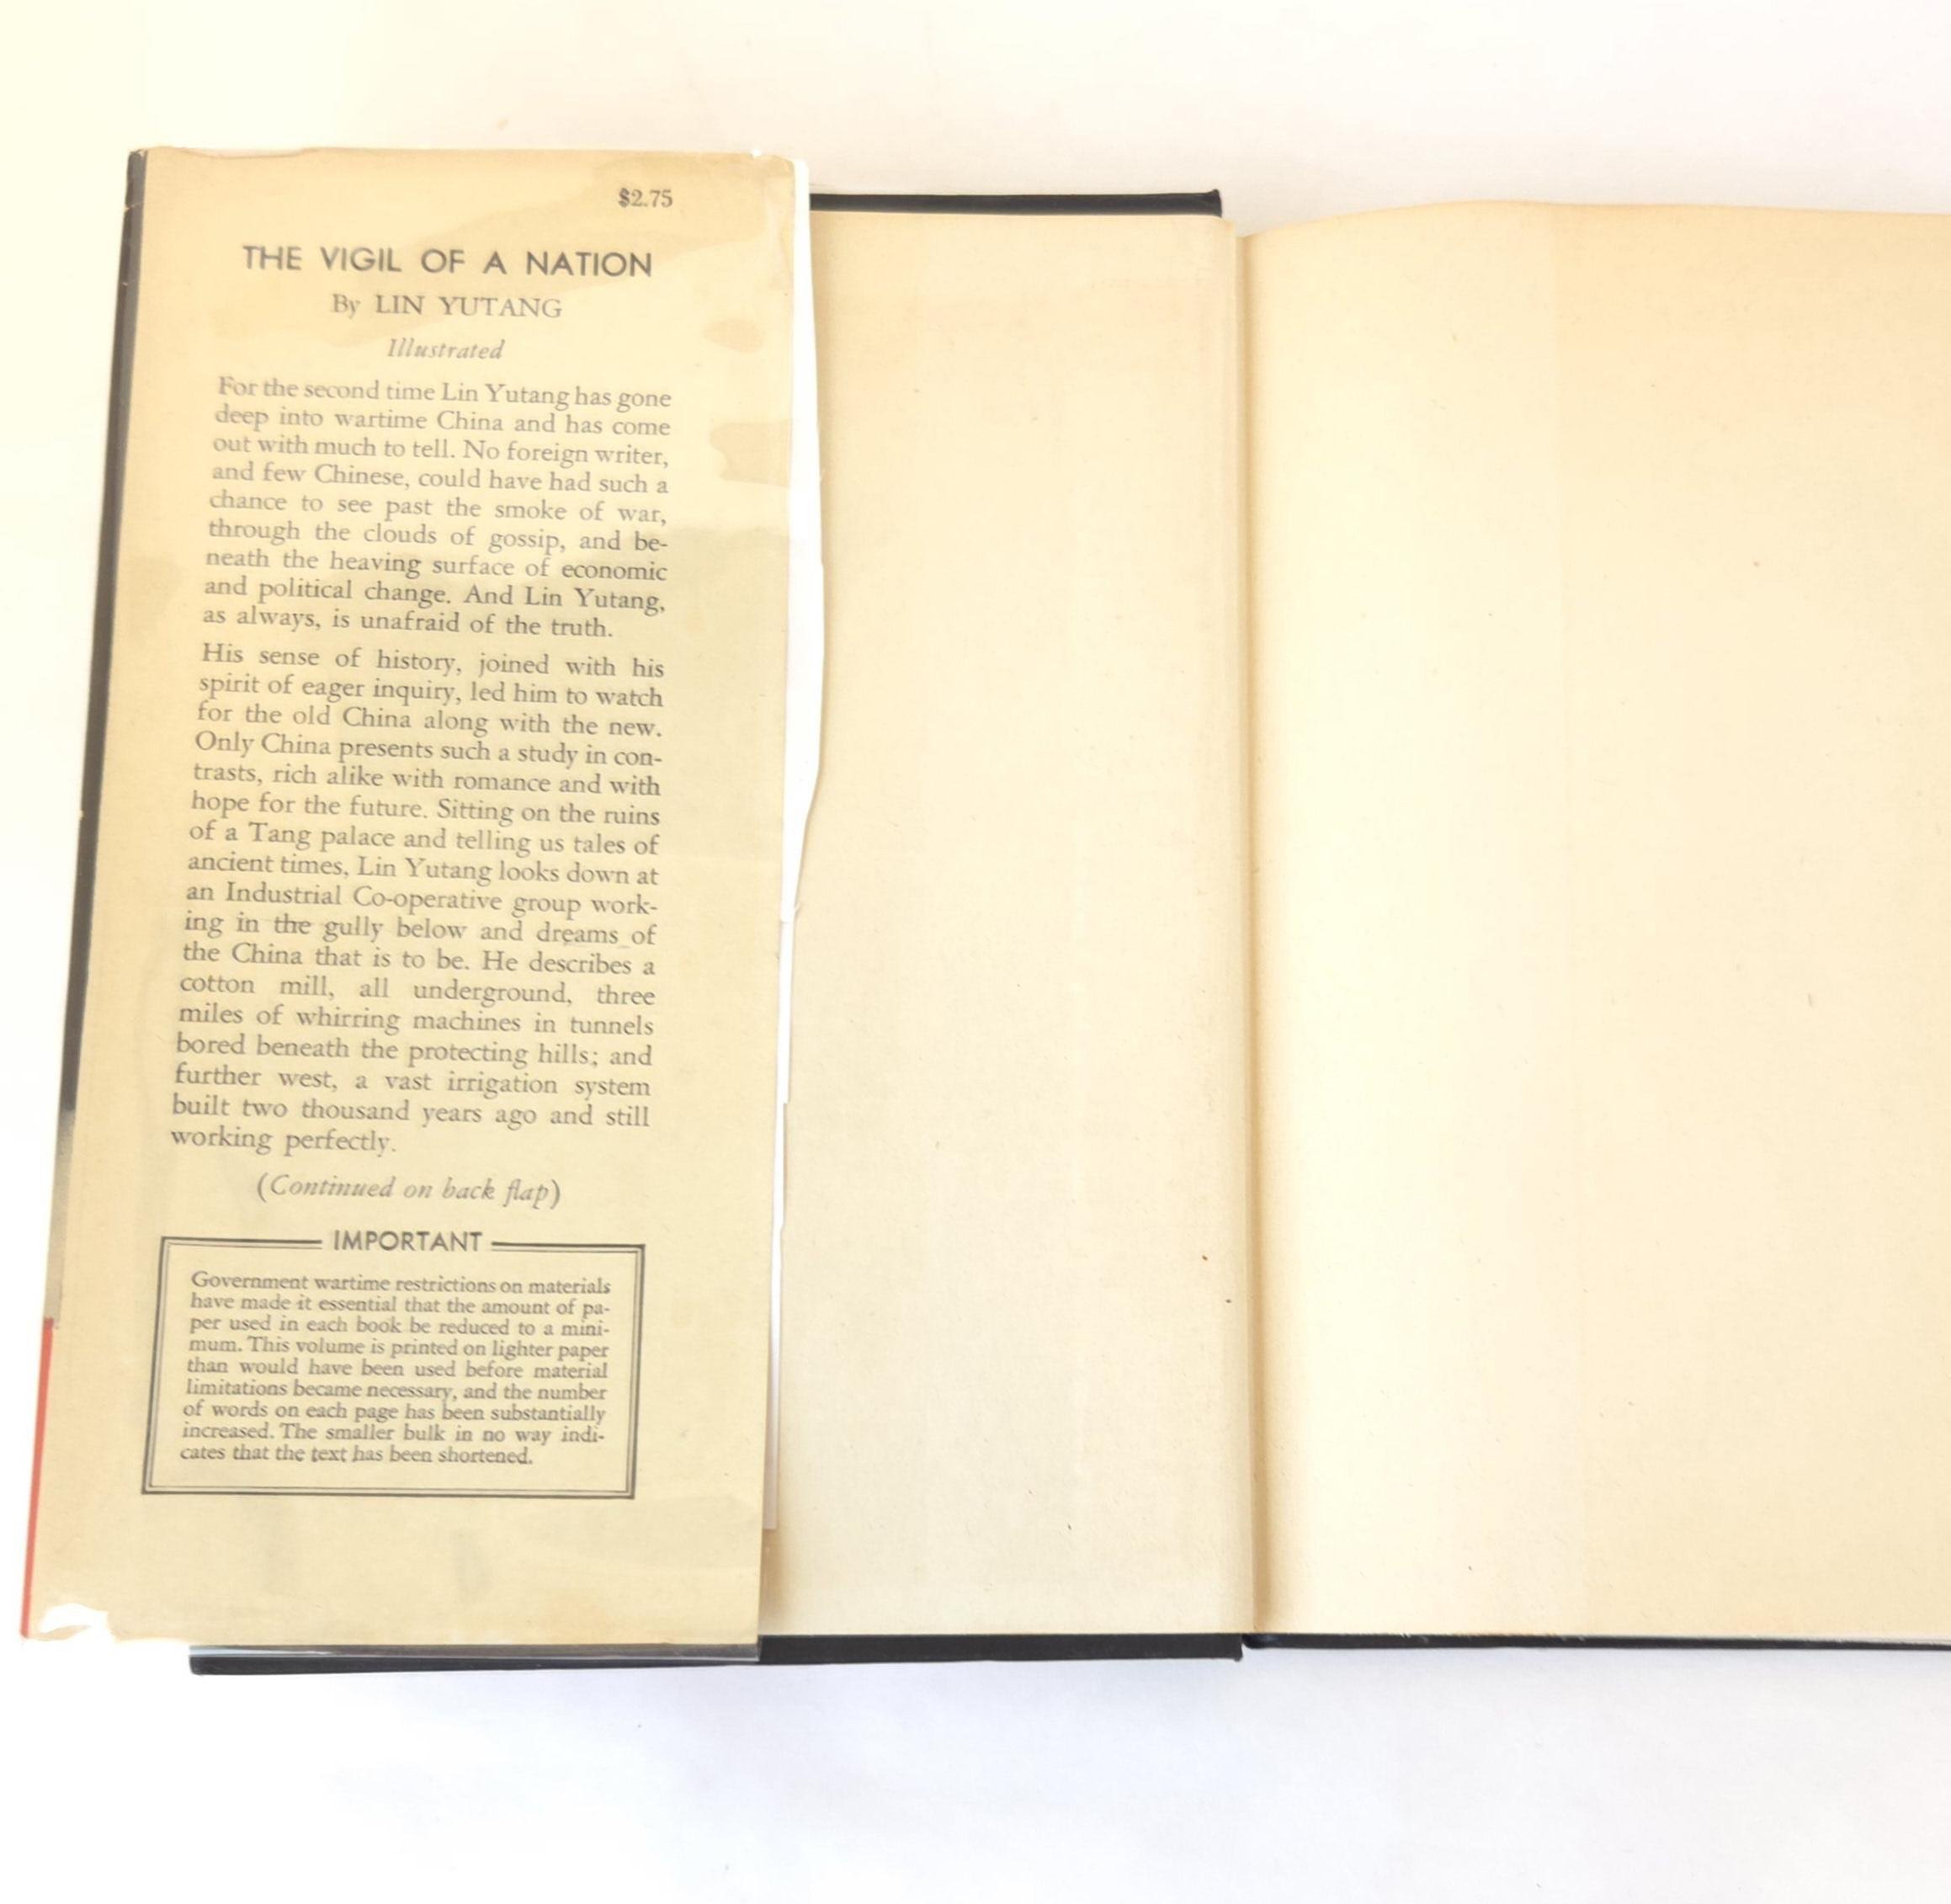 $2.75
THE VIGIL OF A NATION
By LIN YUTANG
Illustrated
For the second time Lin Yutang has gone
deep into wartime China and has come
out with much to tell. No foreign writer,
and few Chinese, could have had such a
chance to see past the smoke of war,
through the clouds of gossip, and be-
neath the heaving surface of economic
and political change. And Lin Yutang,
as always, is unafraid of the truth.
His sense of history, joined with his
spirit of eager inquiry, led him to watch
for the old China along with the new.
Only China presents such a study in con-
trasts, rich alike with romance and with
hope for the future. Sitting on the ruins
of a Tang palace and telling us tales of
ancient times, Lin Yutang looks down at
an Industrial Co-operative group work-
ing in the gully below and dreams of
the China that is to be. He describes a
cotton mill, all underground, three
miles of whirring machines in tunnels
bored beneath the protecting hills; and
further west, a vast irrigation system
built two thousand years ago and still
working perfectly.
(Continued on back flap)
IMPORTANT
Government wartime restrictions on materials
have made it essential that the amount of pa-
per used in each book be reduced to a mini-
mum. This volume is printed on lighter paper
than would have been used before material
limitations became necessary, and the number
of words on each page has been substantially
increased. The smaller bulk in no way indi-
cates that the text has been shortened.